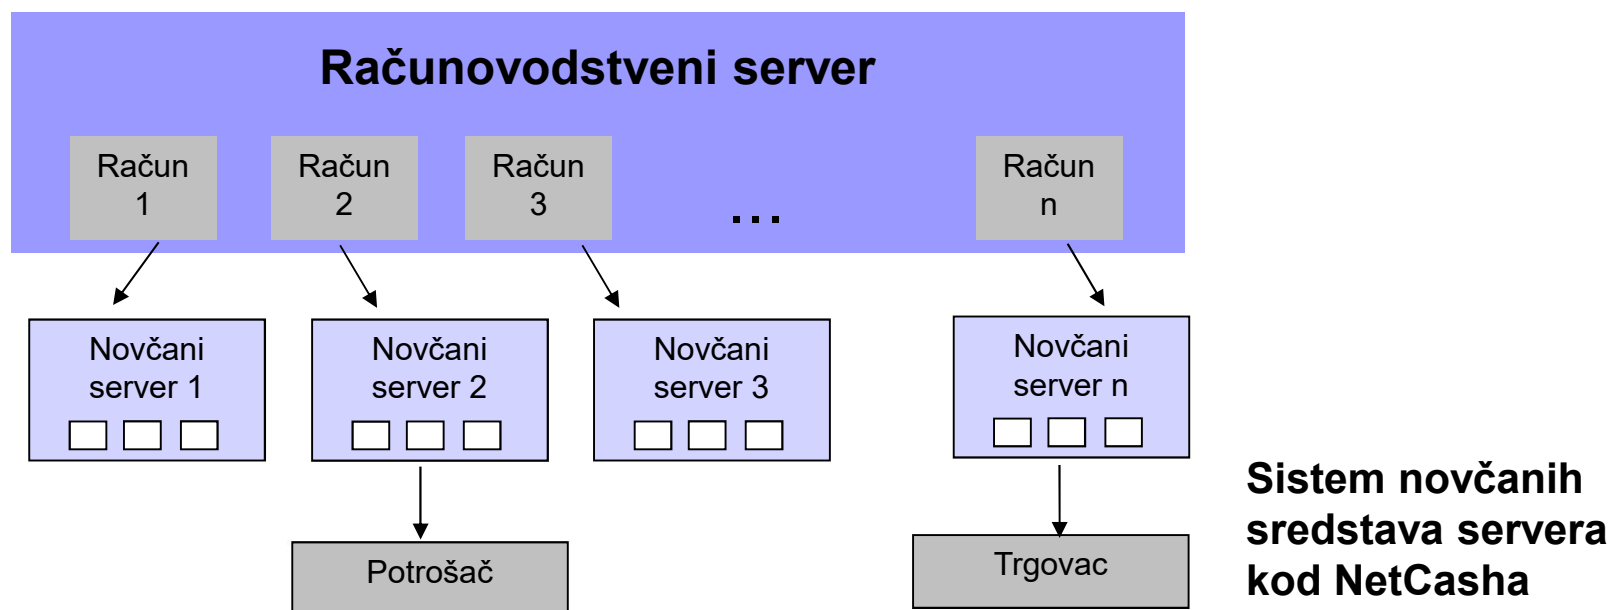 Računovodstveni server
Račun
1
Račun
2
Račun
3
...
Račun
n
Novčani
server 1
Novčani
server 2
Novčani
server 3
Novčani
server n
Potrošač
Trgovac
Sistem novčanih
sredstava servera
kod NetCasha